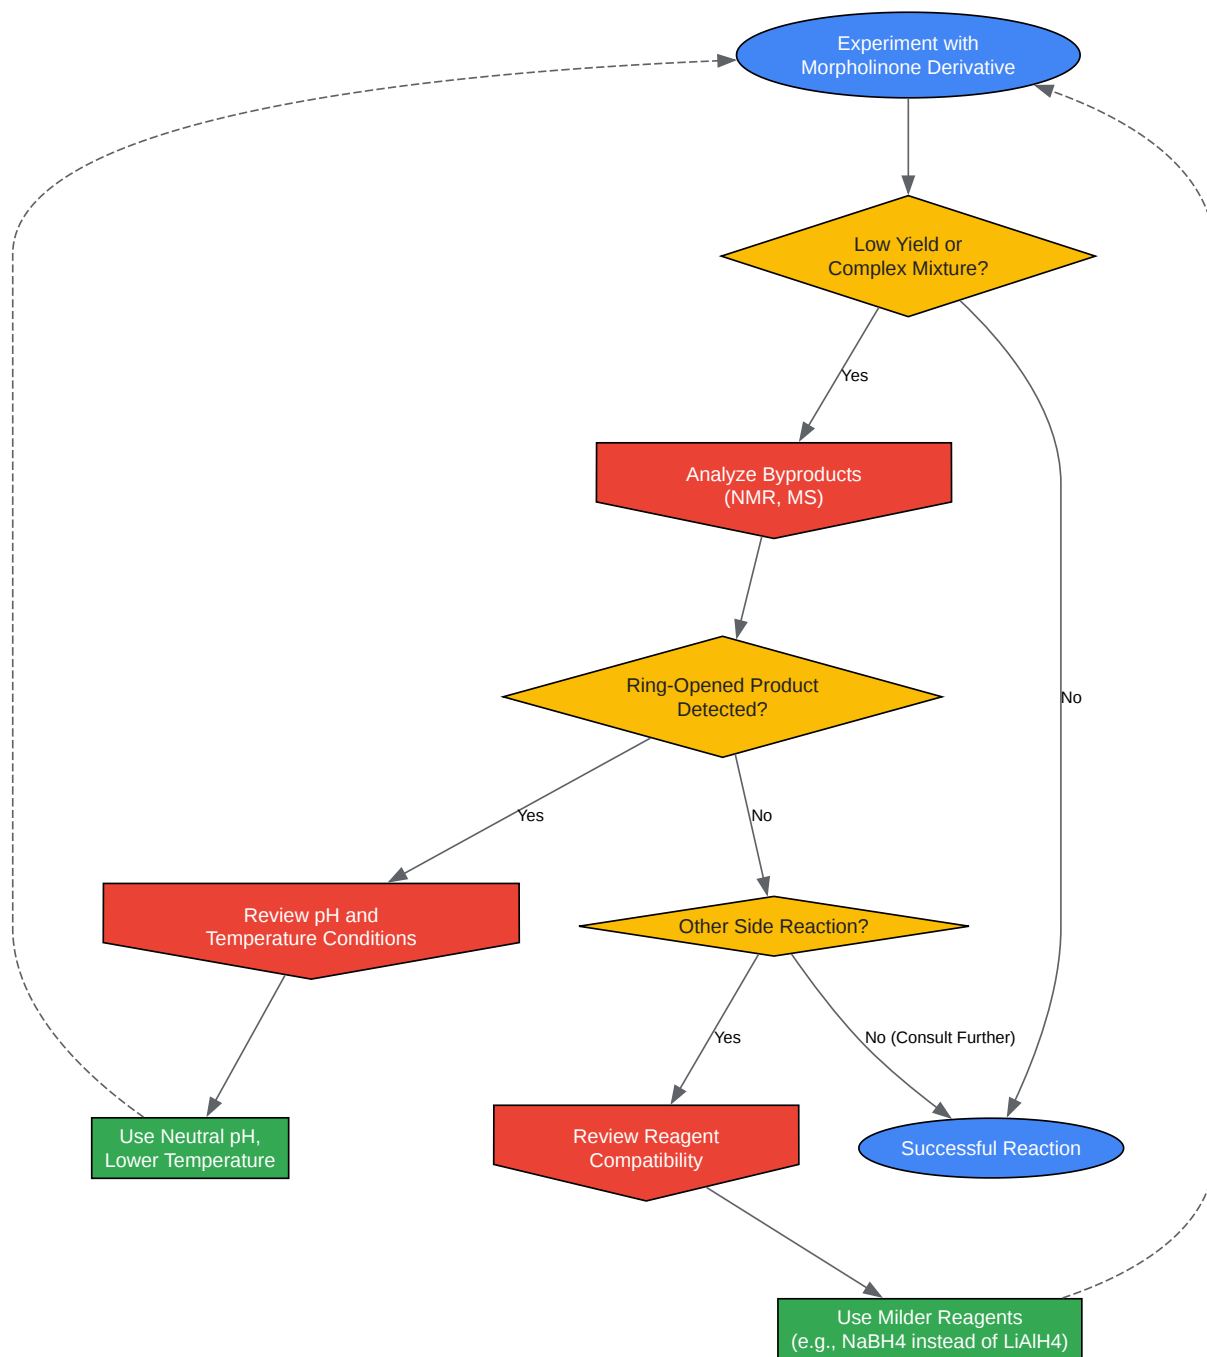 Experiment with
Morpholinone Derivative
Low Yield or
Complex Mixture?
Yes
Analyze Byproducts
(NMR, MS)
Ring-Opened Product
Detected?
No
Yes
No
Review pH and
Temperature Conditions
Other Side Reaction?
Yes
No (Consult Further)
Use Neutral pH,
Lower Temperature
Review Reagent
Compatibility
Successful Reaction
Use Milder Reagents
(e.g., NaBH4 instead of LiAlH4)